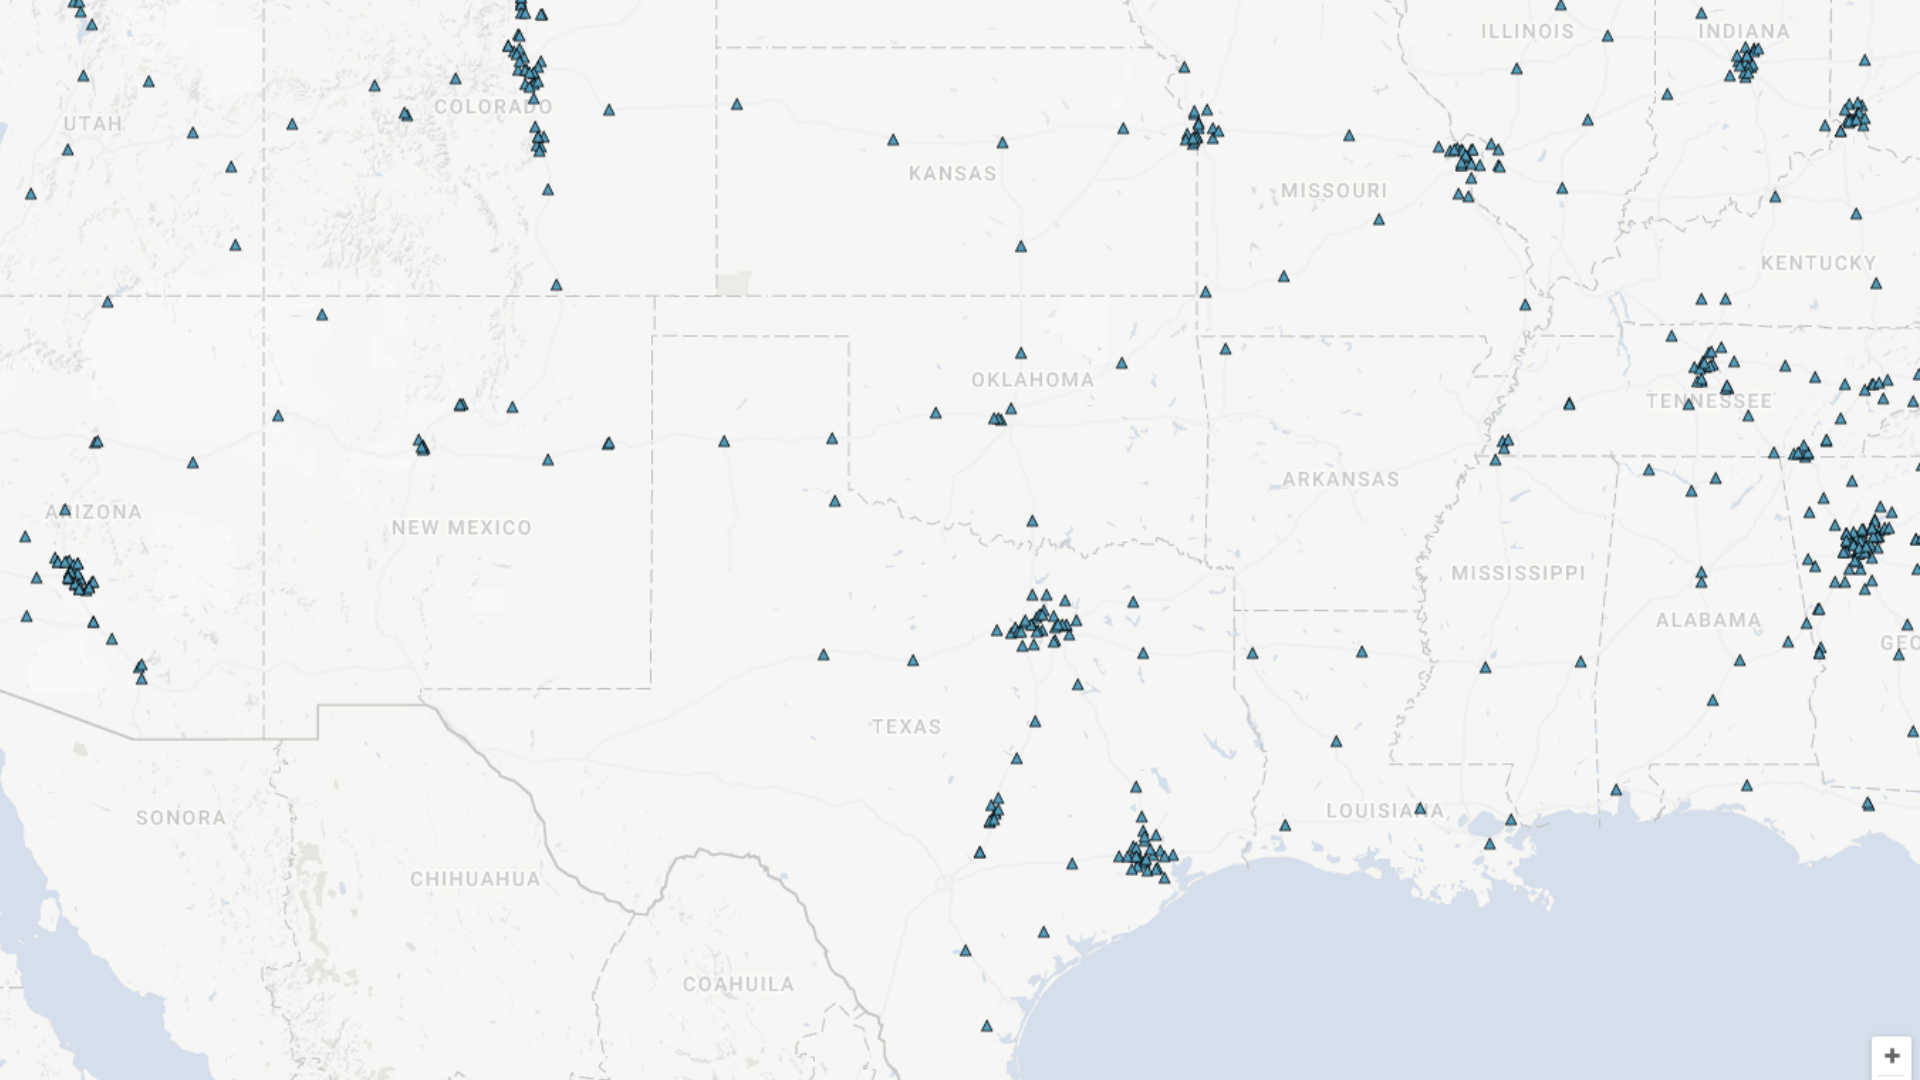 ILLINOIS
INDIANA
COLORADO
UTAH
KANSAS
MISSOURI
KENTUCKY
OKLAHOMA
TENNESSEE
ARKANSAS
ARIZONA
NEW MEXICO
MISSISSIPPI
ALABAMA
GEO
TEXAS
LOUISIANA
SONORA
CHIHUAHUA
COAHUILA
+